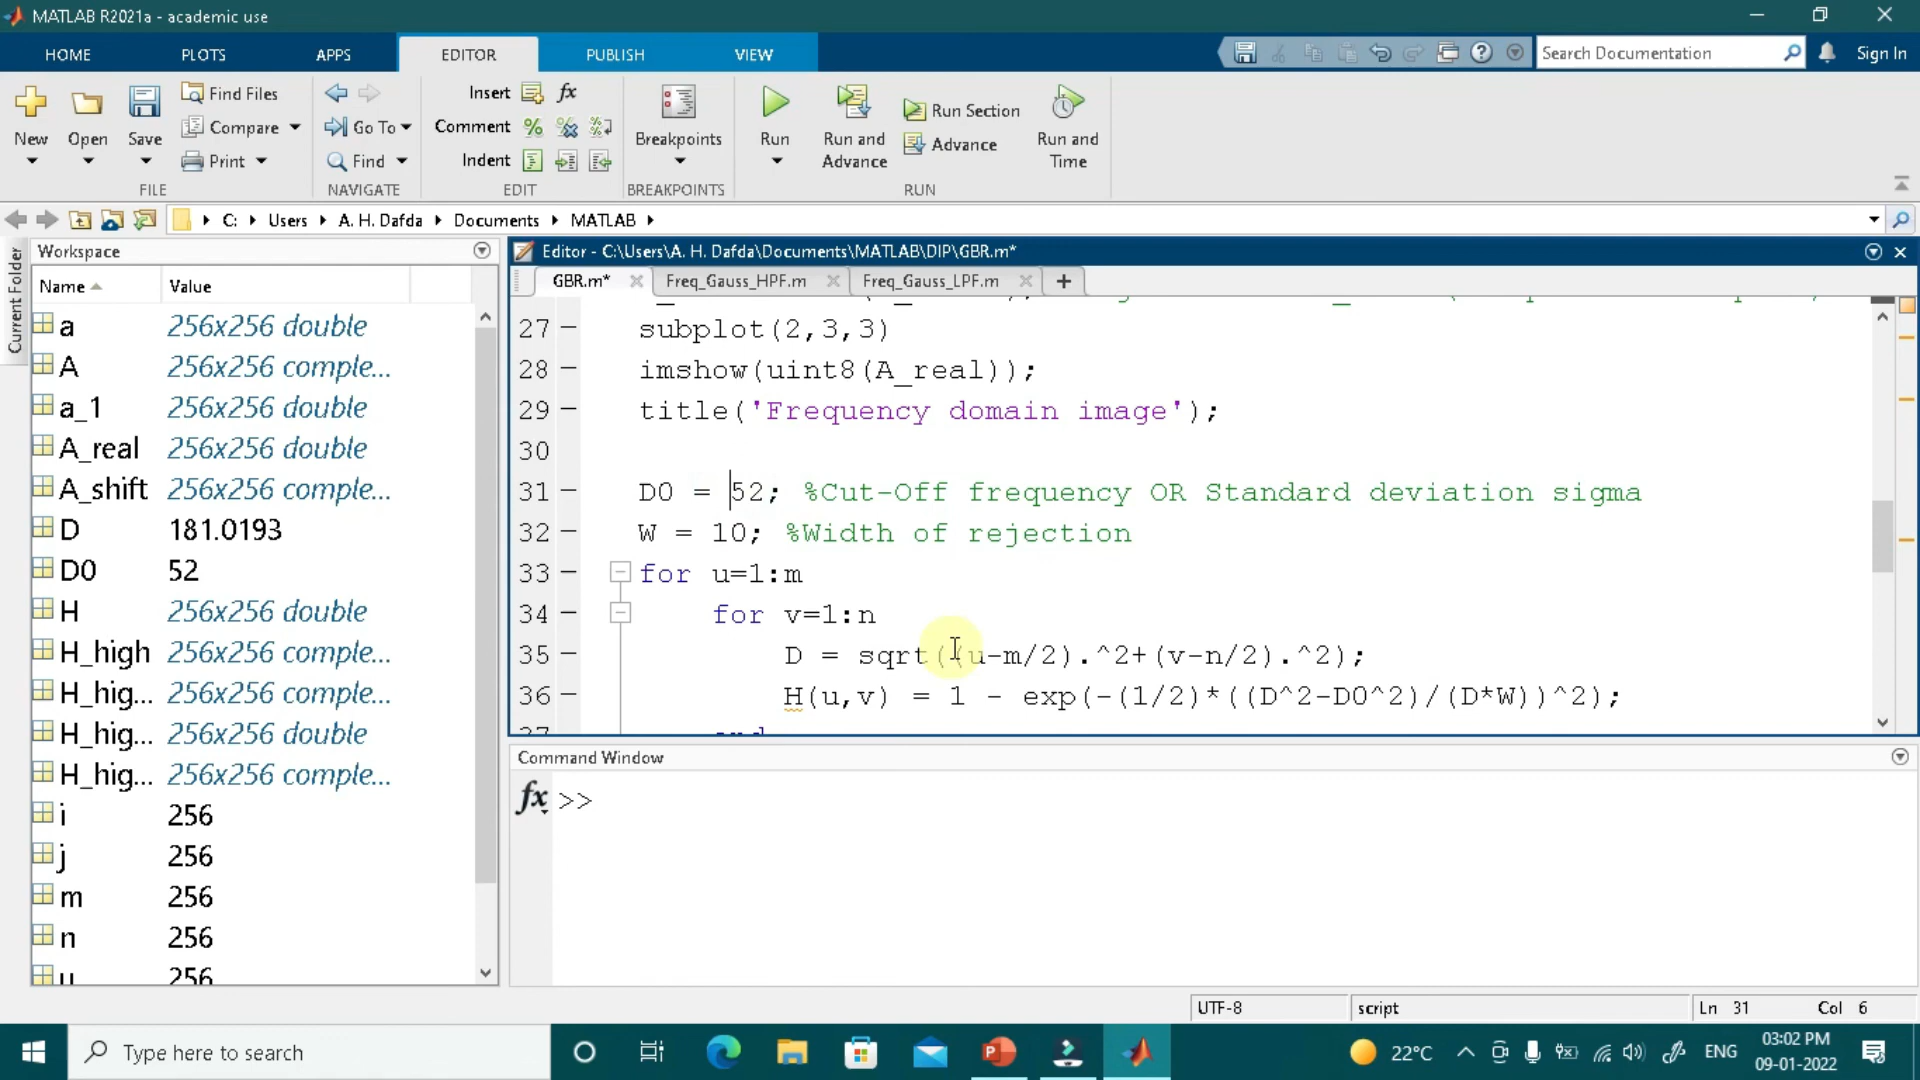 MATLAB R2021a - academic use
HOME PLOTS APPS EDITOR PUBLISH VIEW
Search Documentation
Sign In
New Open Save
Find Files
Compare
Print
FILE
Go To
Find
NAVIGATE
Insert
Comment
Indent
EDIT
Breakpoints
BREAKPOINTS
Run
Run and Advance
Run Section
Advance
Run and Time
RUN
C: Users A. H. Dafda Documents MATLAB
Current Folder
Workspace
Name Value
a 256x256 double
A 256x256 comple...
a_1 256x256 double
A_real 256x256 double
A_shift 256x256 comple...
D 181.0193
D0 52
H 256x256 double
H_high 256x256 comple...
H_hig... 256x256 comple...
H_hig... 256x256 double
H_hig... 256x256 comple...
i 256
j 256
m 256
n 256
u 256
Editor - C:\Users\A. H. Dafda\Documents\MATLAB\DIP\GBR.m*
GBR.m* Freq_Gauss_HPF.m Freq_Gauss_LPF.m +
27 - subplot(2,3,3)
28 - imshow(uint8(A_real));
29 - title('Frequency domain image');
30
31 - D0 = 52; %Cut-Off frequency OR Standard deviation sigma
32 - W = 10; %Width of rejection
33 - for u=1:m
34 - for v=1:n
35 - D = sqrt((u-m/2).^2+(v-n/2).^2);
36 - H(u,v) = 1 - exp(-(1/2)*((D^2-D0^2)/(D*W))^2);
37 - end
Command Window
fx >>
UTF-8 script Ln 31 Col 6
Type here to search
22°C
ENG
03:02 PM
09-01-2022